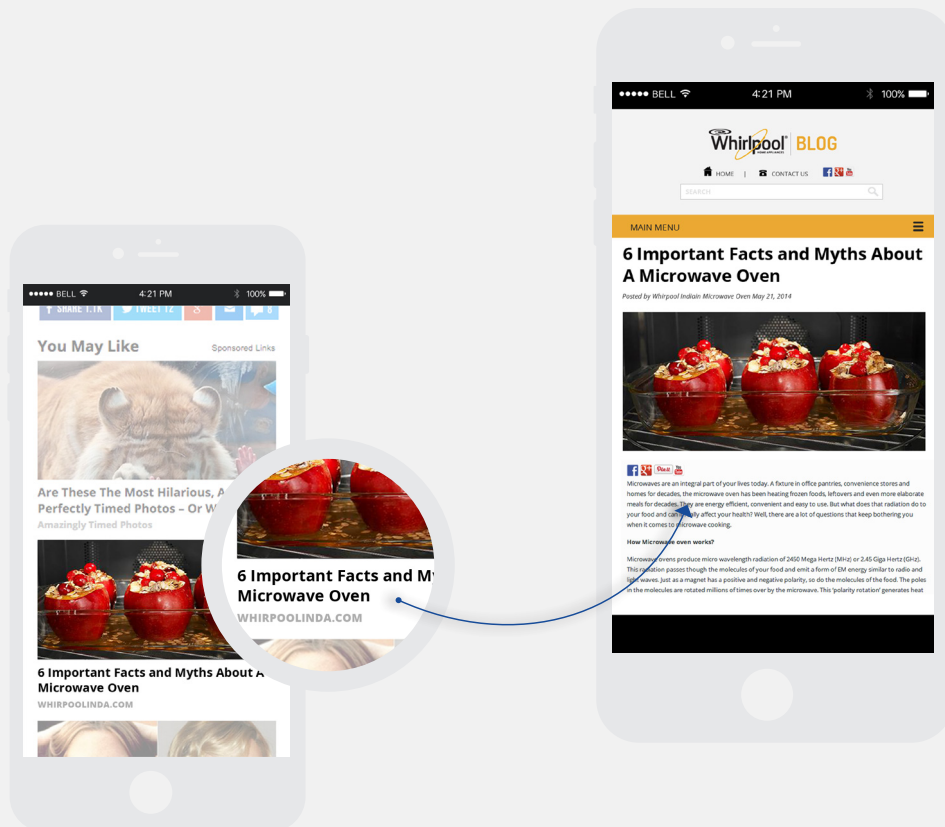 BELL 4:21 PM 100%
SHARE 1.1K TWEET 12 8
You May Like Sponsored Links
Are These The Most Hilarious, A
Perfectly Timed Photos – Or W
Amazingly Timed Photos
6 Important Facts and Myths About A
Microwave Oven
WHIRPOOLINDA.COM
6 Important Facts and M
Microwave Oven
WHIRPOOLINDA.COM
BELL 4:21 PM 100%
Whirlpool BLOG
HOME APPLIANCES
HOME | CONTACT US
SEARCH
MAIN MENU
6 Important Facts and Myths About
A Microwave Oven
Posted by Whirpool Indiain Microwave Oven May 21, 2014
Pin it
Microwaves are an integral part of your lives today. A fixture in office pantries, convenience stores and
homes for decades, the microwave oven has been heating frozen foods, leftovers and even more elaborate
meals for decades. They are energy efficient, convenient and easy to use. But what does that radiation do to
your food and can affect your health? Well, there are a lot of questions that keep bothering you
when it comes to microwave cooking.
How Microwave oven works?
Microwave ovens produce micro wavelength radiation of 2450 Mega Hertz (MHz) or 2.45 Giga Hertz (GHz).
This radiation passes though the molecules of your food and emit a form of EM energy similar to radio and
light waves. Just as a magnet has a positive and negative polarity, so do the molecules of the food. The poles
in the molecules are rotated millions of times over by the microwave. This 'polarity rotation' generates heat